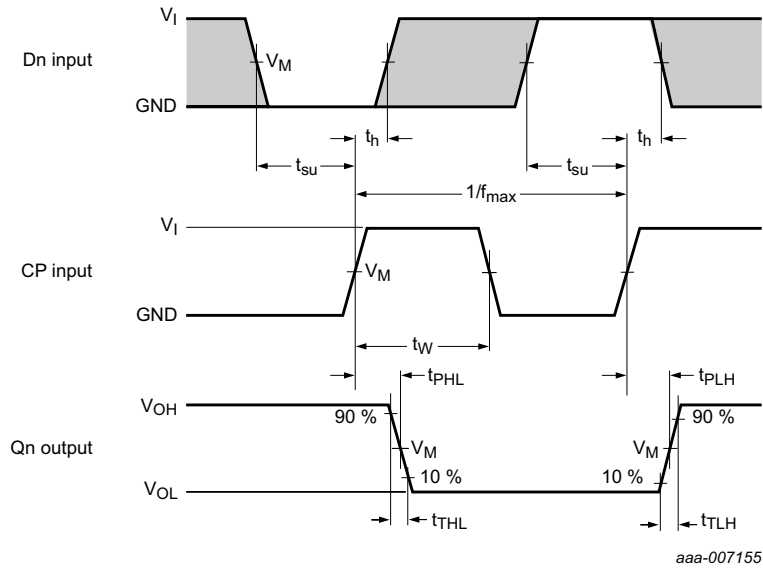 VI
Dn input
VM
GND
th
th
tsu
tsu
1/fmax
VI
CP input
VM
GND
tW
tPHL
tPLH
VOH
90 %
90 %
Qn output
VM
VM
10 %
10 %
VOL
tTHL
tTLH
aaa-007155